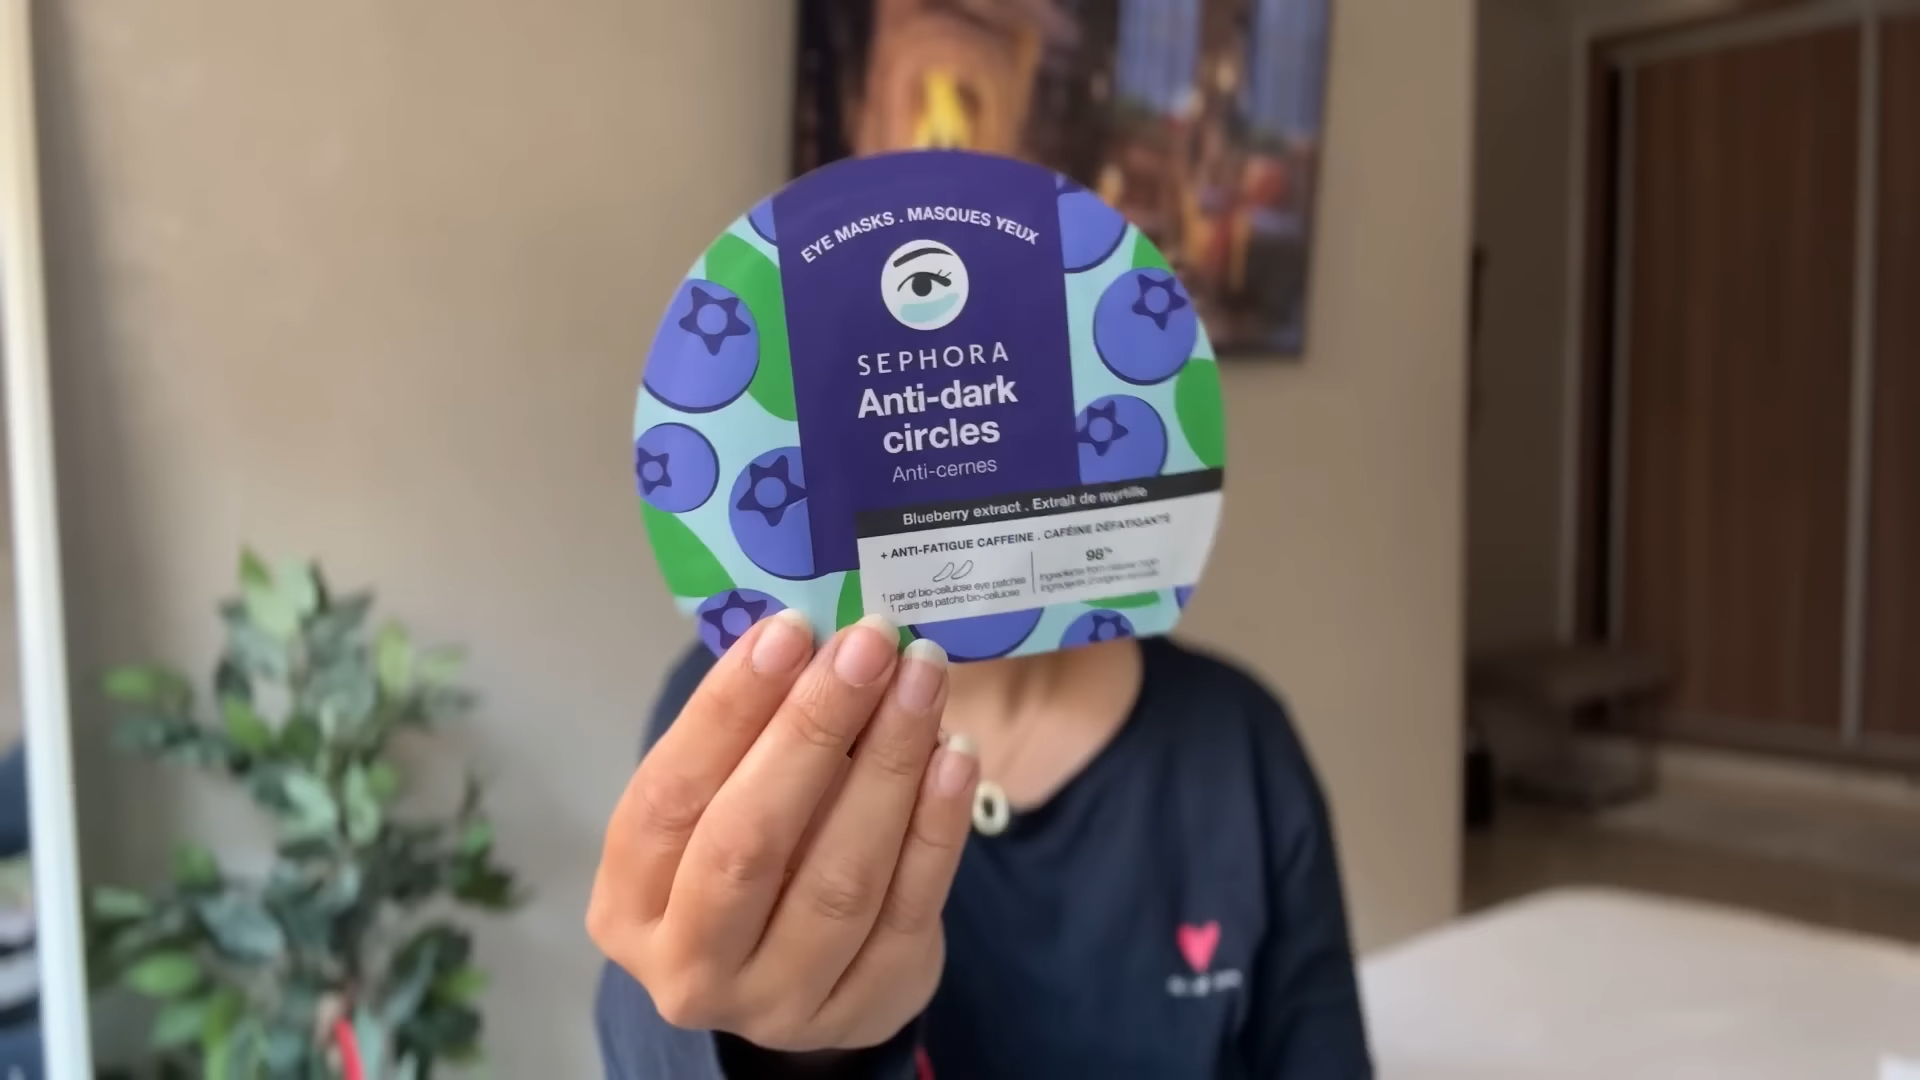 EYE MASKS . MASQUES YEUX
SEPHORA
Anti-dark
circles
Anti-cernes
Blueberry extract . Extrait de myrtille
+ ANTI-FATIGUE CAFFEINE . CAFÉINE DÉFATIGANTE
98%
1 pair of bio-cellulose eye patches
1 paire de patchs bio-cellulose